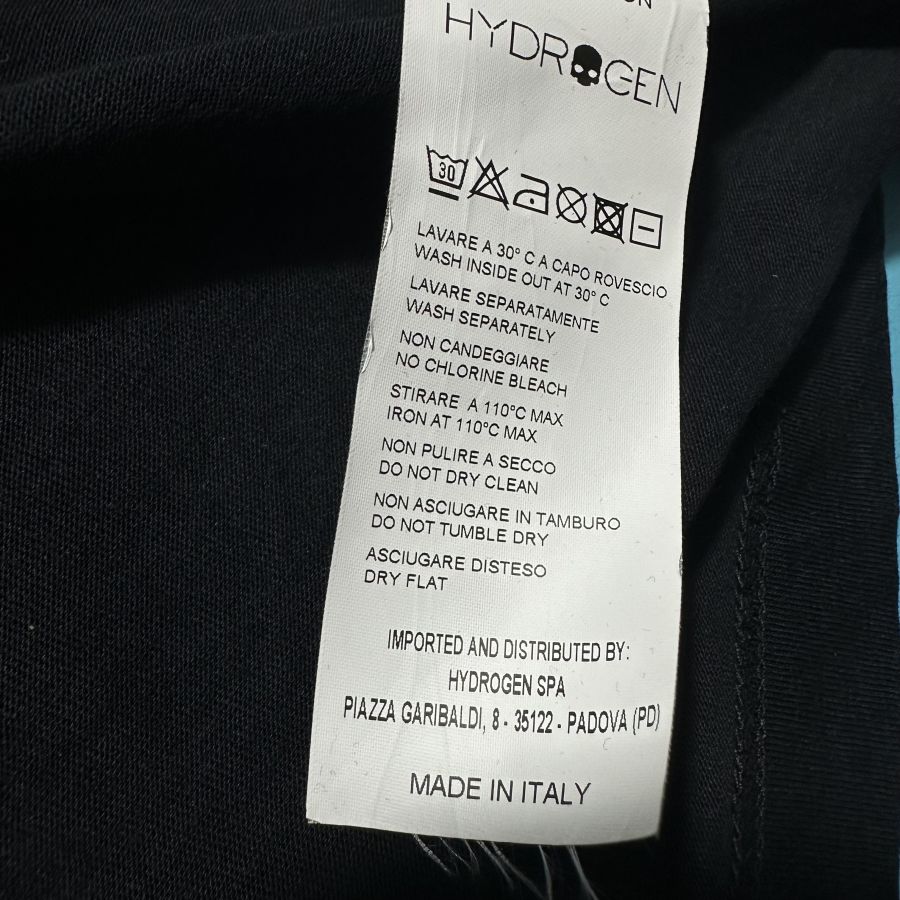 HYDROGEN
30
LAVARE A 30° C A CAPO ROVESCIO
WASH INSIDE OUT AT 30° C
LAVARE SEPARATAMENTE
WASH SEPARATELY
NON CANDEGGIARE
NO CHLORINE BLEACH
STIRARE A 110°C MAX
IRON AT 110°C MAX
NON PULIRE A SECCO
DO NOT DRY CLEAN
NON ASCIUGARE IN TAMBURO
DO NOT TUMBLE DRY
ASCIUGARE DISTESO
DRY FLAT
IMPORTED AND DISTRIBUTED BY:
HYDROGEN SPA
PIAZZA GARIBALDI, 8 - 35122 - PADOVA (PD)
MADE IN ITALY